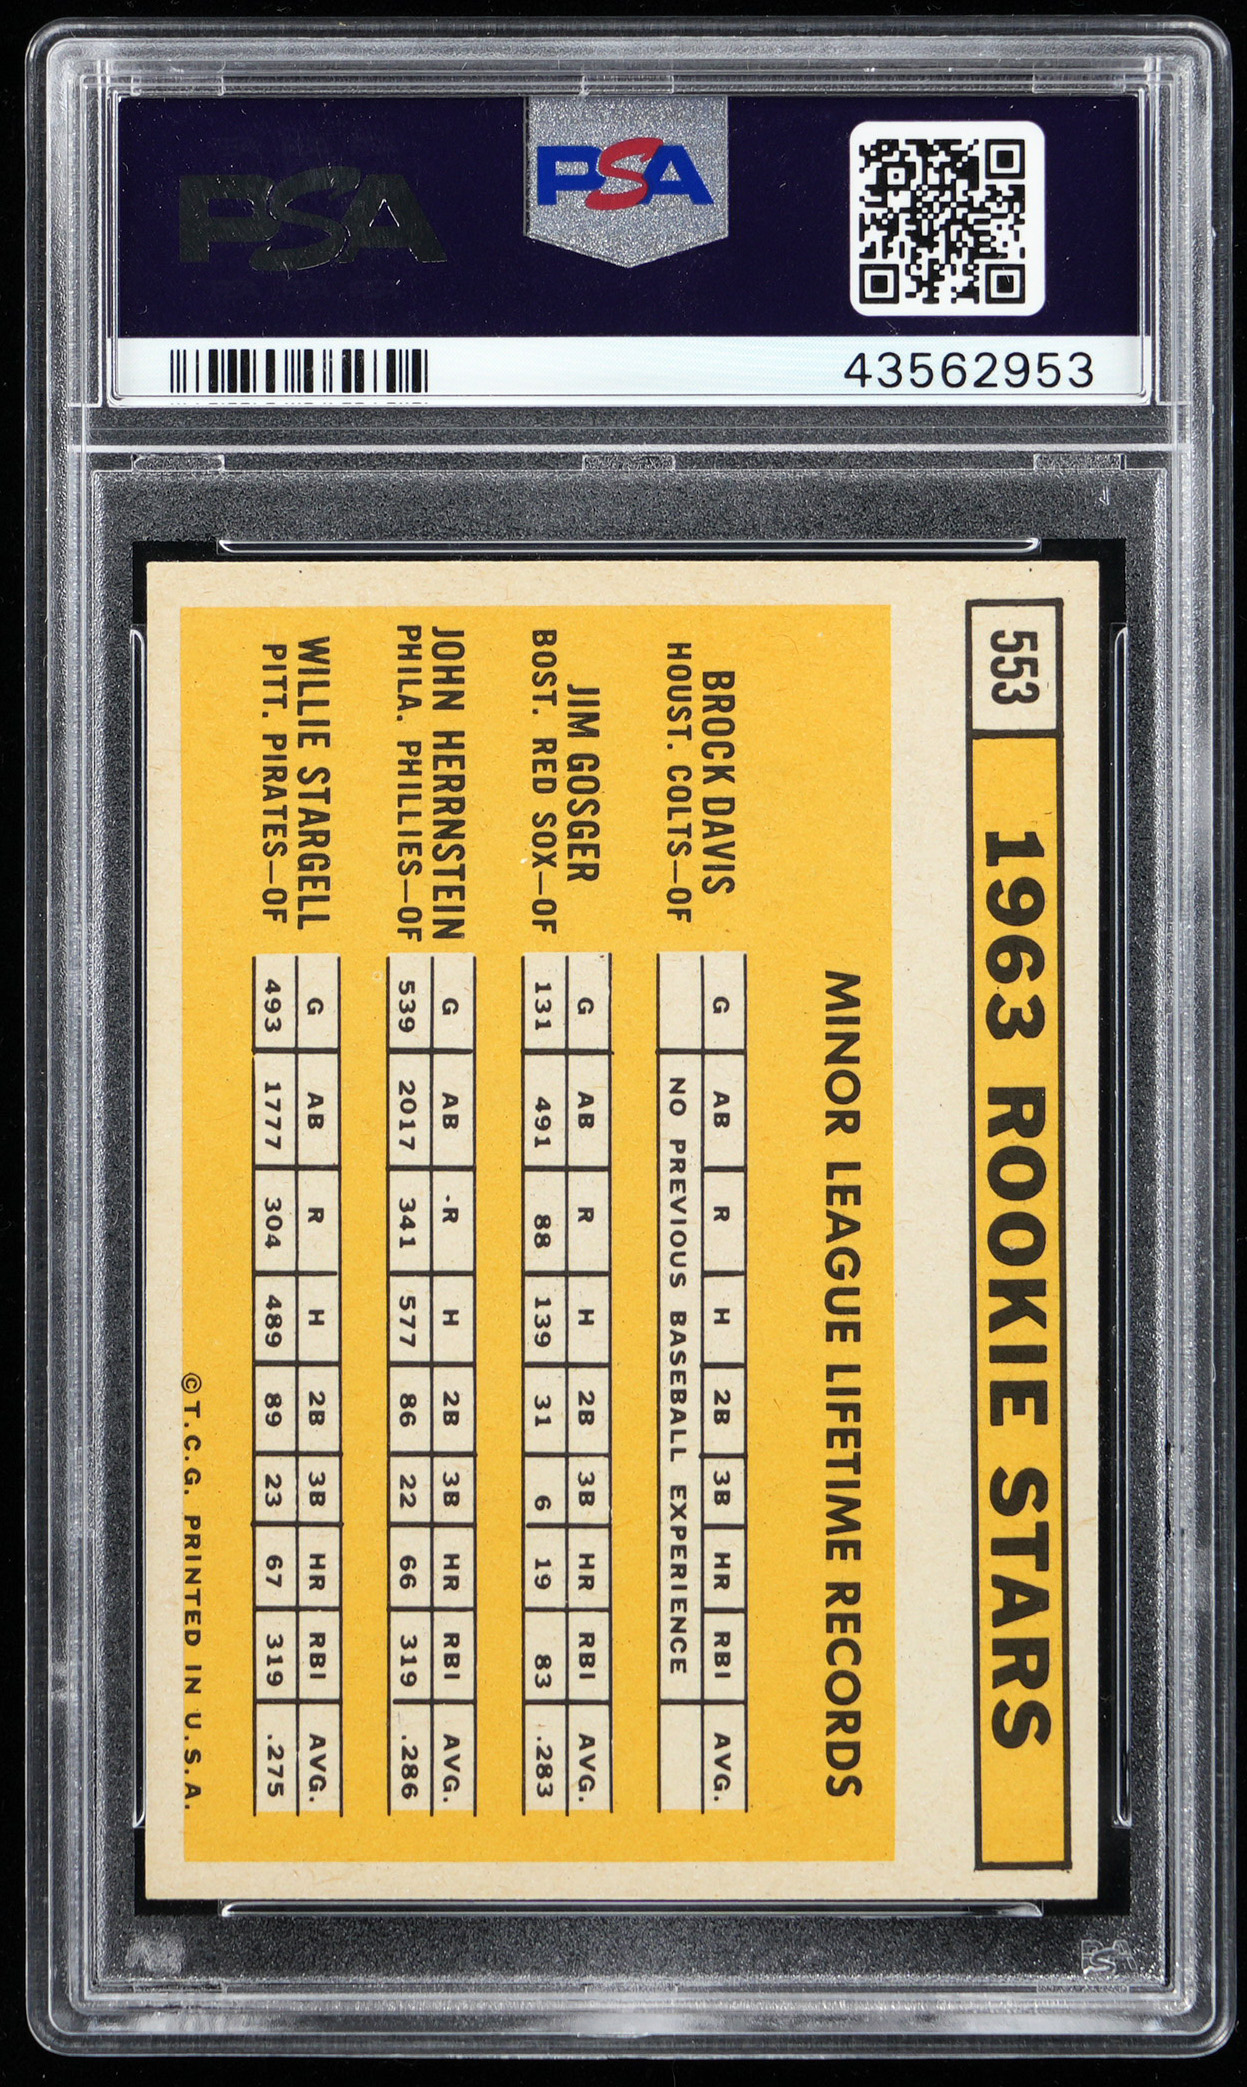 PSA
PSA
43562953
553 1963 ROOKIE STARS
MINOR LEAGUE LIFETIME RECORDS
BROCK DAVIS
HOUST. COLTS—OF
G AB R H 2B 3B HR RBI AVG.
NO PREVIOUS BASEBALL EXPERIENCE
JIM GOSGER
BOST. RED SOX—OF
G AB R H 2B 3B HR RBI AVG.
131 491 88 139 31 6 19 83 .283
JOHN HERRNSTEIN
PHILA. PHILLIES—OF
G AB R H 2B 3B HR RBI AVG.
539 2017 341 577 86 22 66 319 .286
WILLIE STARGELL
PITT. PIRATES—OF
G AB R H 2B 3B HR RBI AVG.
493 1777 304 489 89 23 67 319 .275
© T.C.G. PRINTED IN U.S.A.
PSA